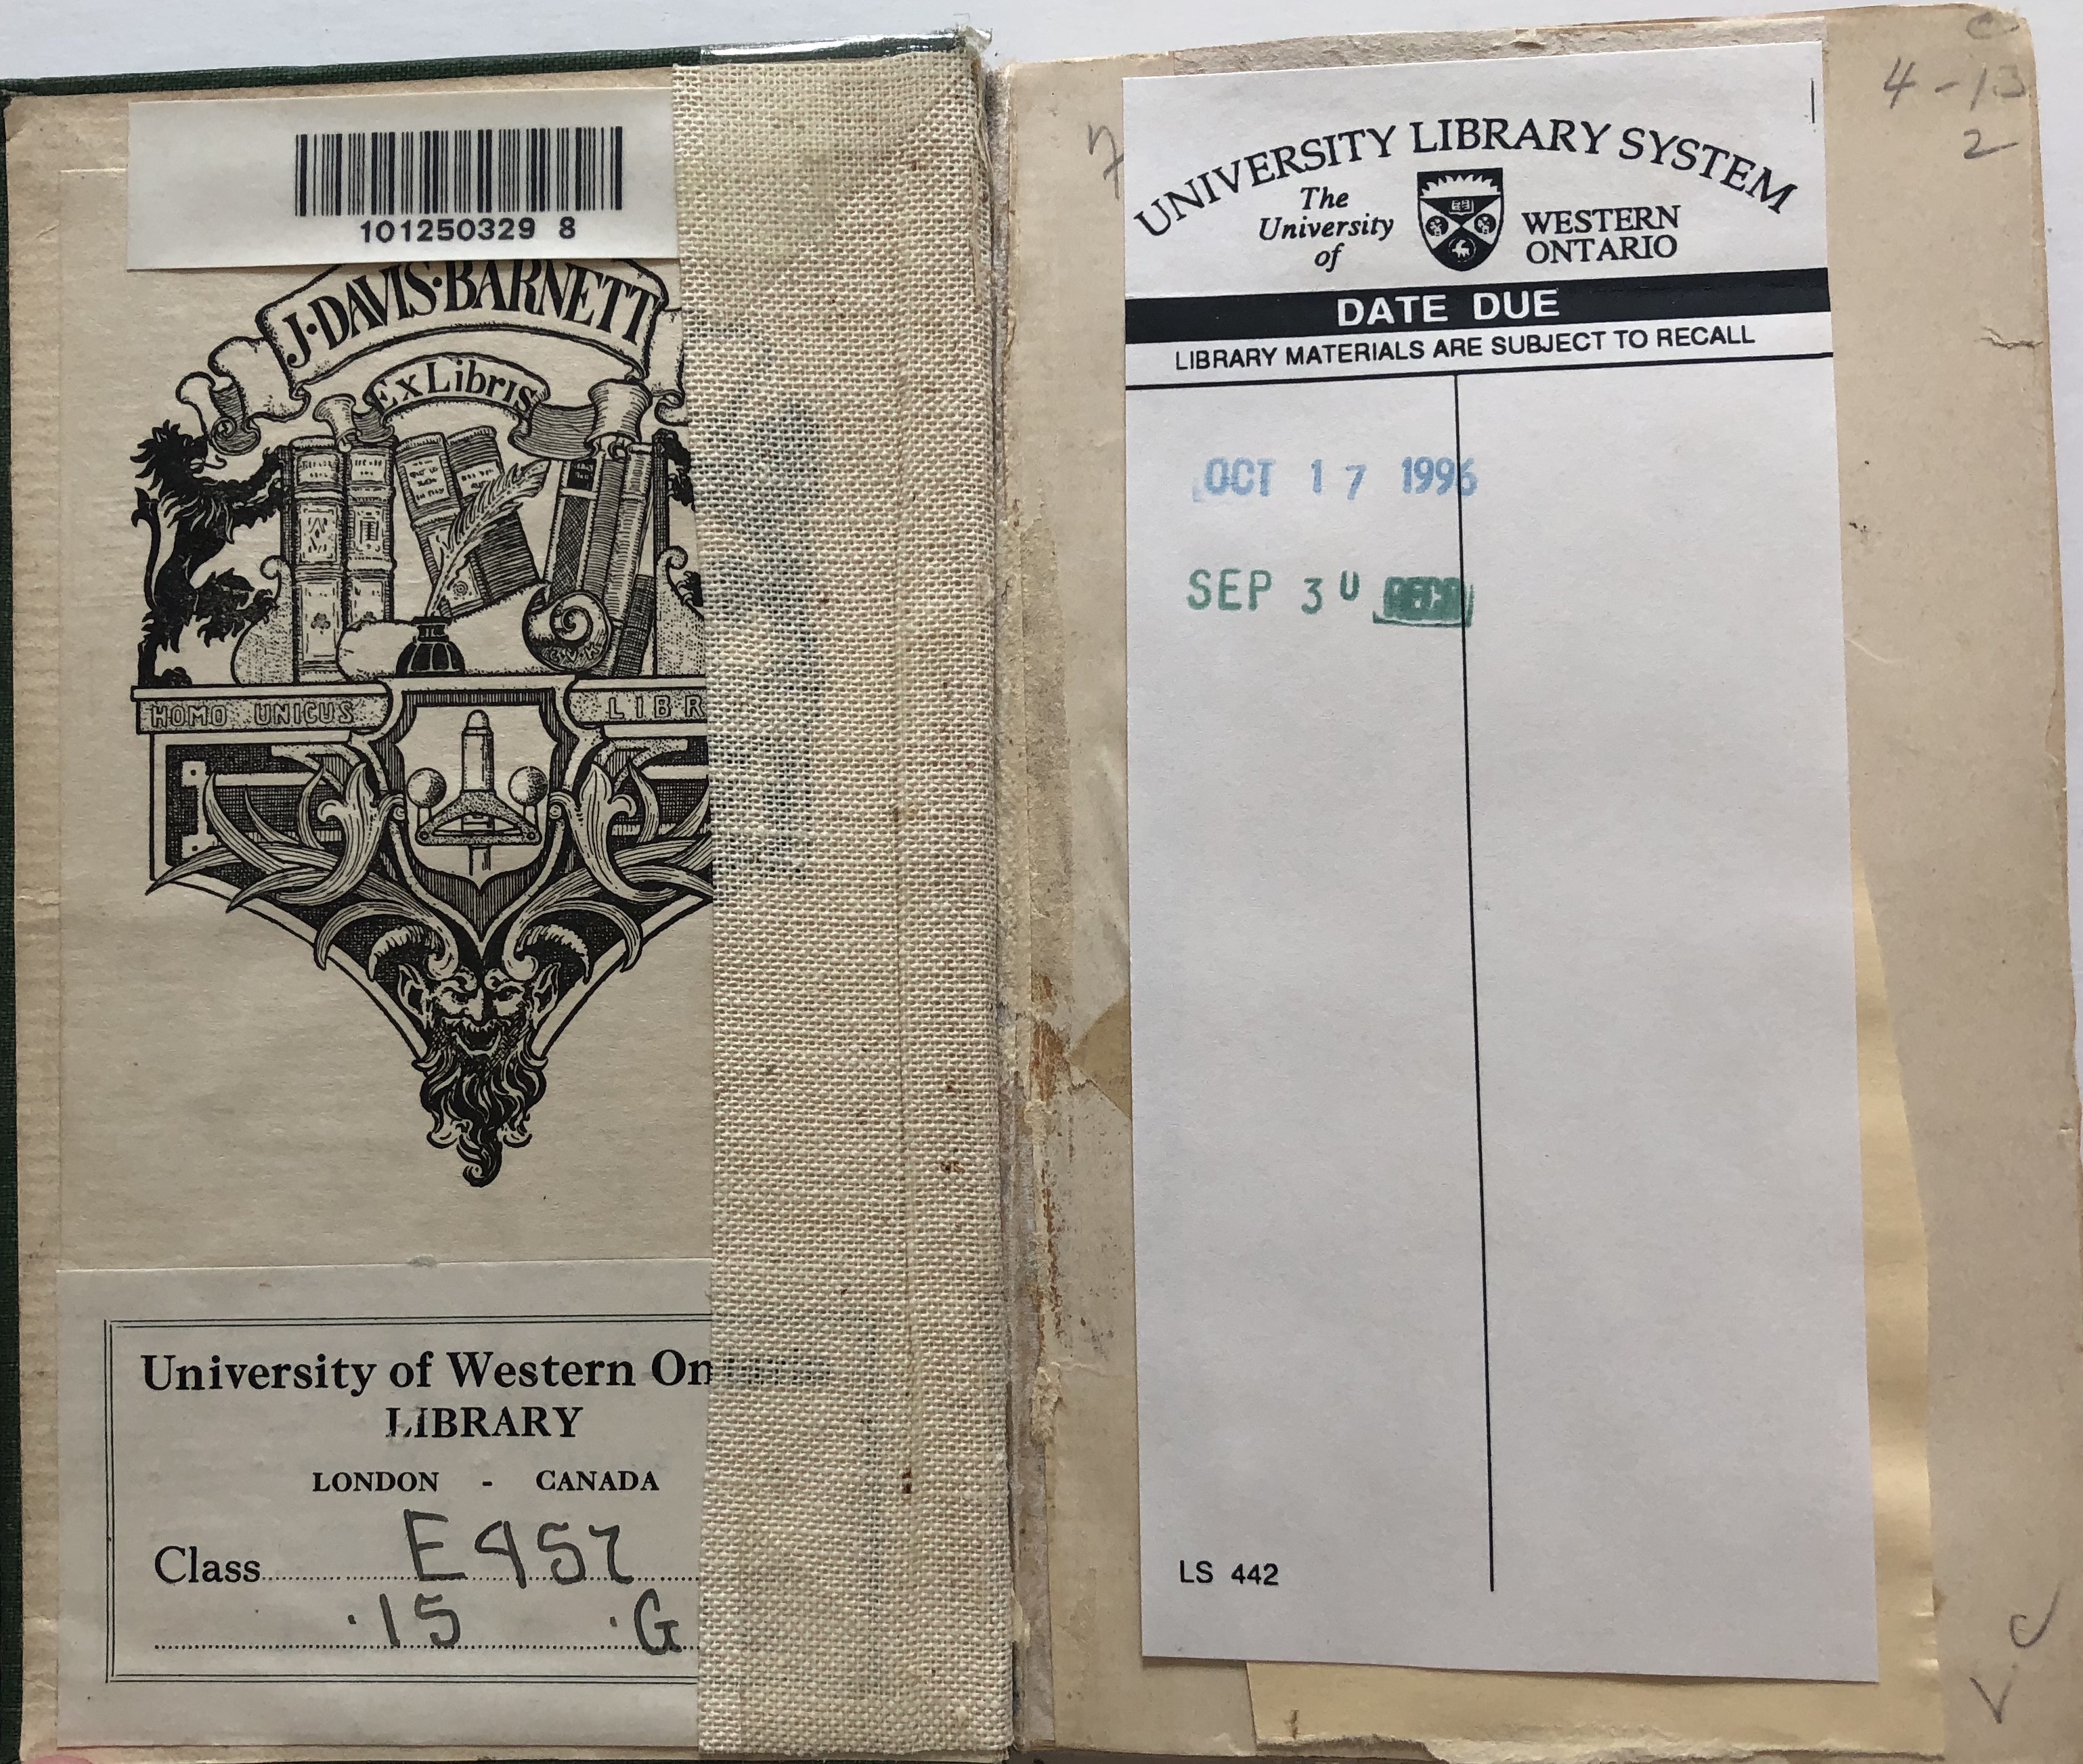 101250329 8
J·DAVIS·BARNETT
Ex Libris
HOMO UNICUS LIBR
University of Western On
LIBRARY
LONDON - CANADA
Class E457
.15 .G
4-13
2
UNIVERSITY LIBRARY SYSTEM
The
University
of
WESTERN
ONTARIO
DATE DUE
LIBRARY MATERIALS ARE SUBJECT TO RECALL
OCT 17 1996
SEP 30 RECD
LS 442